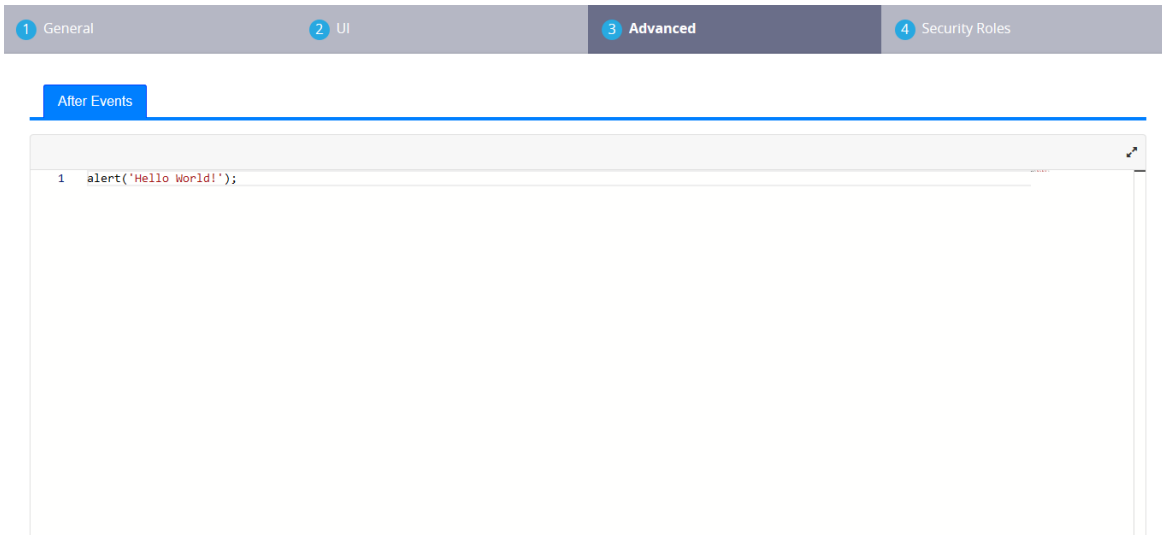 1 General 2 UI 3 Advanced 4 Security Roles
After Events
1 alert('Hello World!');